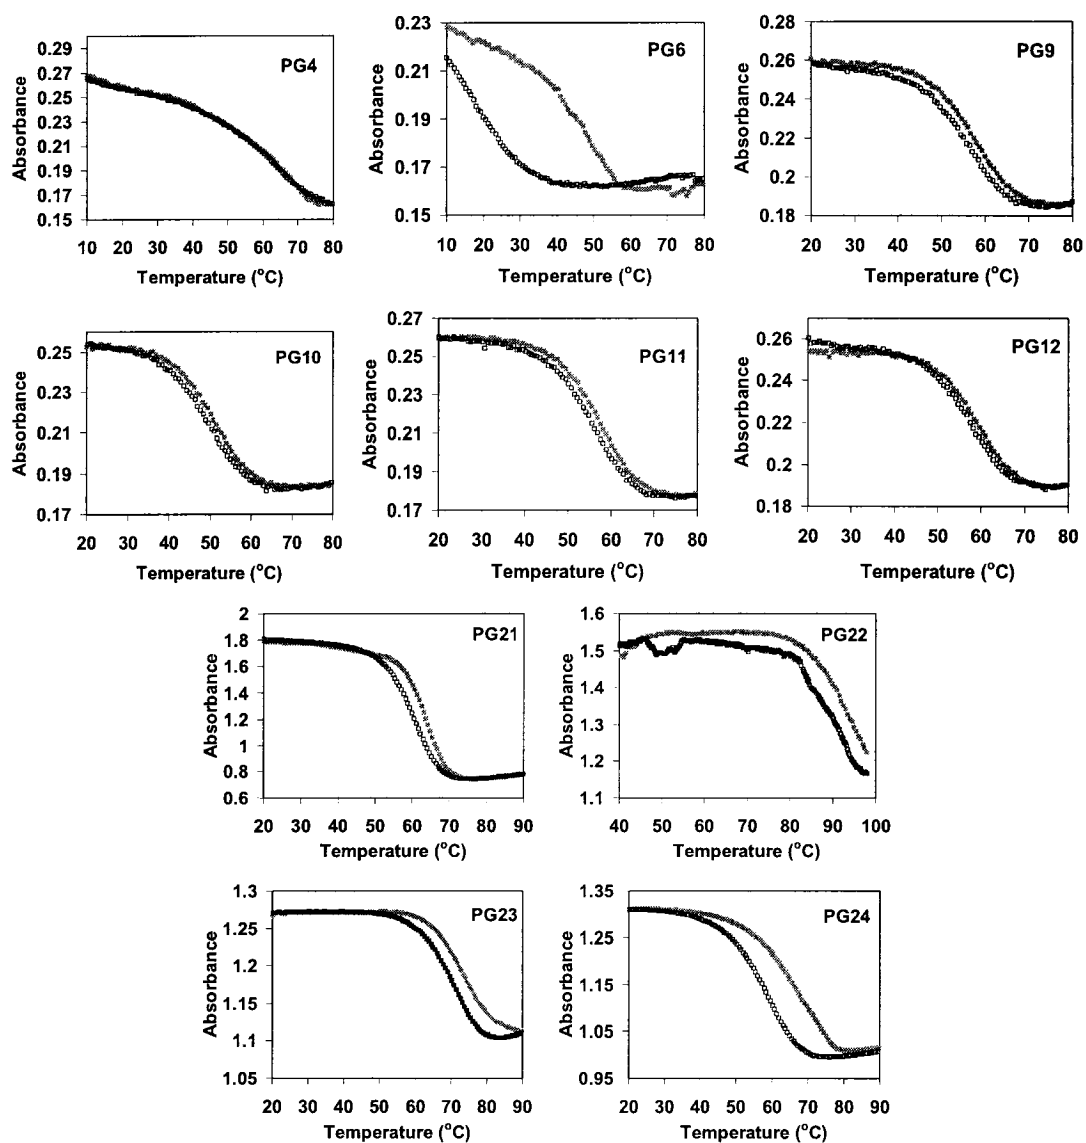 PG4
Absorbance
0.29
0.27
0.25
0.23
0.21
0.19
0.17
0.15
10 20 30 40 50 60 70 80
Temperature (°C)
PG6
Absorbance
0.23
0.21
0.19
0.17
0.15
10 20 30 40 50 60 70 80
Temperature (°C)
PG9
Absorbance
0.28
0.26
0.24
0.22
0.2
0.18
20 30 40 50 60 70 80
Temperature (°C)
PG10
Absorbance
0.25
0.23
0.21
0.19
0.17
20 30 40 50 60 70 80
Temperature (°C)
PG11
Absorbance
0.27
0.25
0.23
0.21
0.19
0.17
20 30 40 50 60 70 80
Temperature (°C)
PG12
Absorbance
0.26
0.24
0.22
0.2
0.18
20 30 40 50 60 70 80
Temperature (°C)
PG21
Absorbance
2
1.8
1.6
1.4
1.2
1
0.8
0.6
20 30 40 50 60 70 80 90
Temperature (°C)
PG22
Absorbance
1.6
1.5
1.4
1.3
1.2
1.1
40 50 60 70 80 90 100
Temperature (°C)
PG23
Absorbance
1.3
1.25
1.2
1.15
1.1
1.05
20 30 40 50 60 70 80 90
Temperature (°C)
PG24
Absorbance
1.35
1.25
1.15
1.05
0.95
20 30 40 50 60 70 80 90
Temperature (°C)